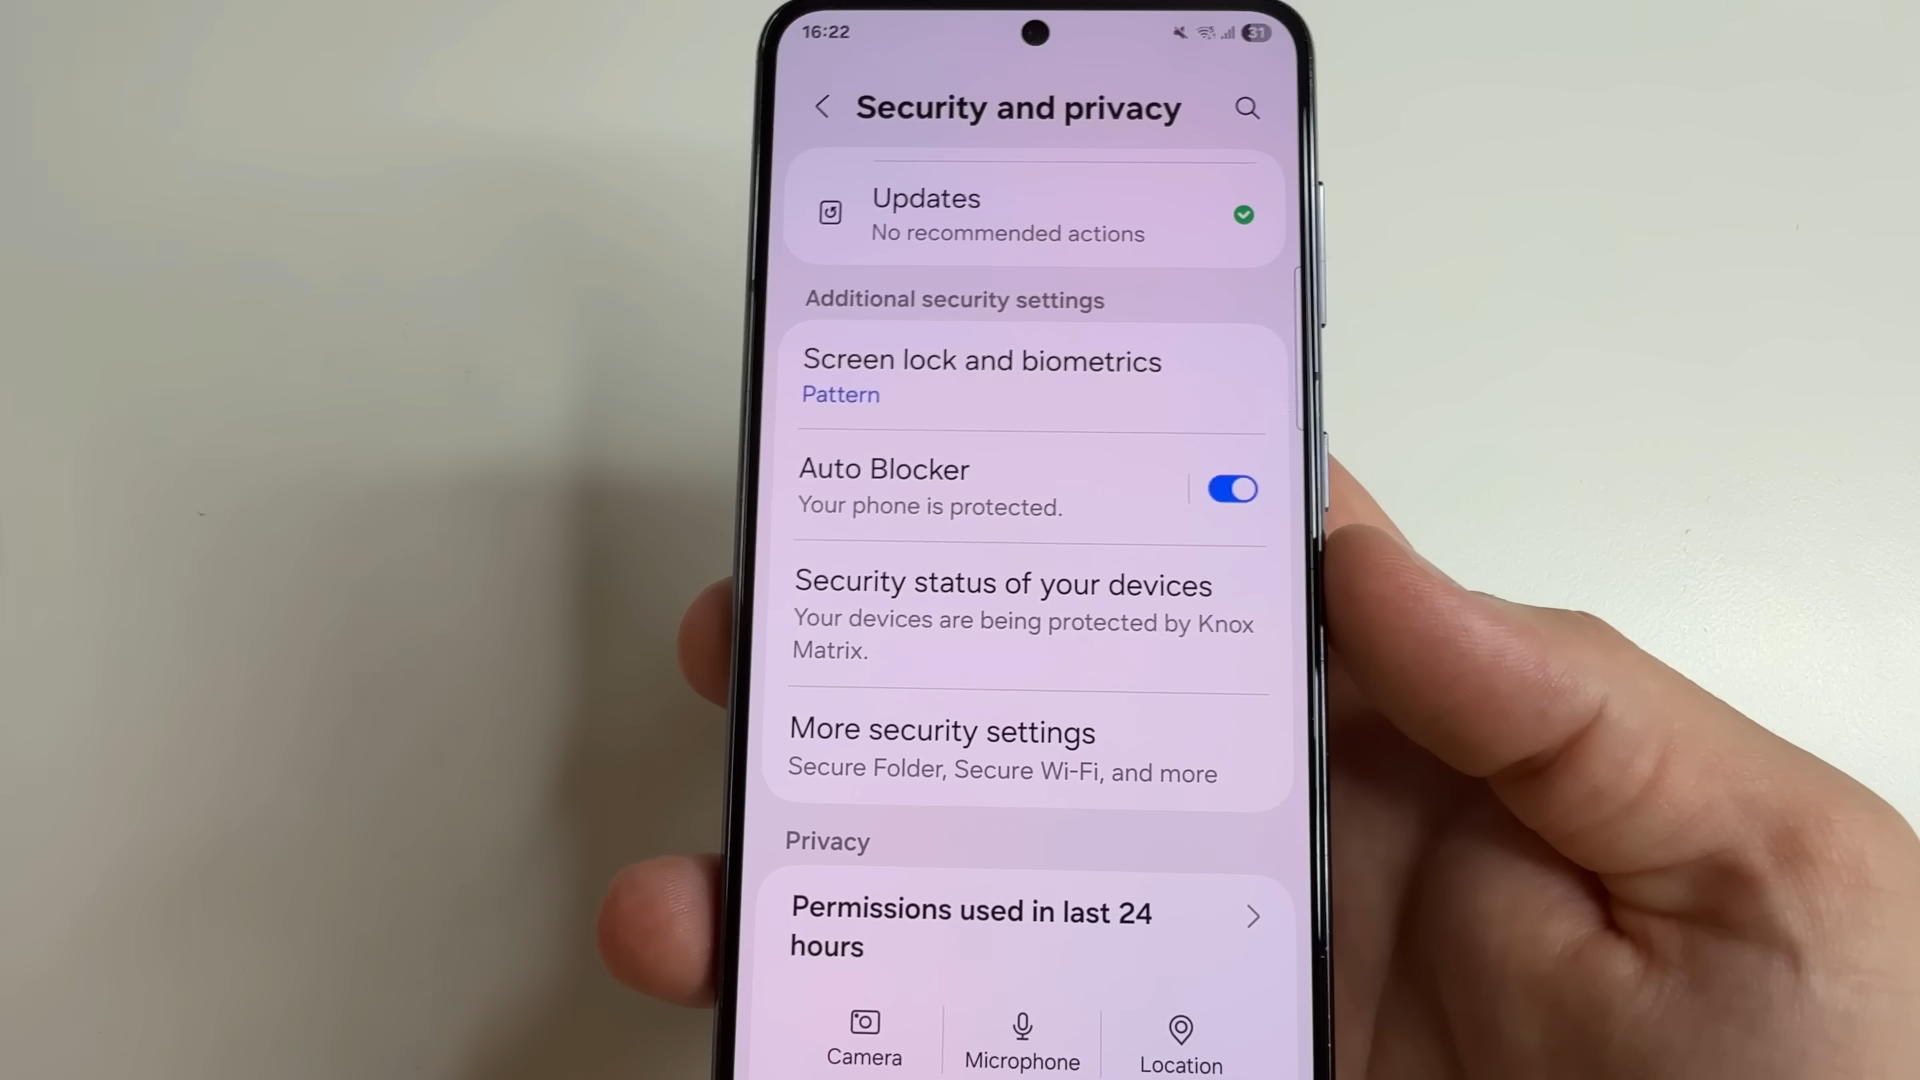 16:22
31
Security and privacy
Updates
No recommended actions
Additional security settings
Screen lock and biometrics
Pattern
Auto Blocker
Your phone is protected.
Security status of your devices
Your devices are being protected by Knox
Matrix.
More security settings
Secure Folder, Secure Wi-Fi, and more
Privacy
Permissions used in last 24
hours
Camera
Microphone
Location